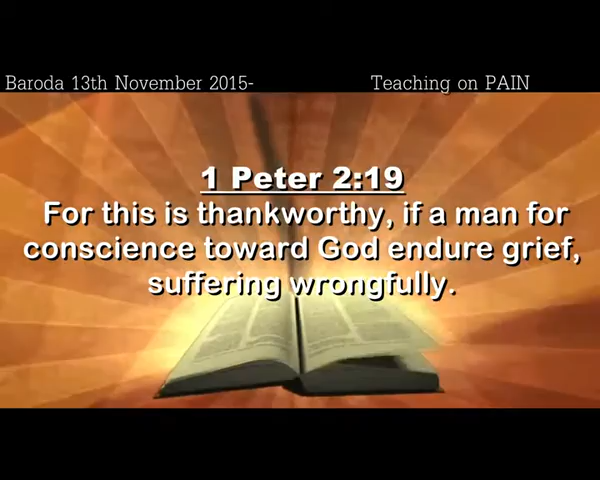 Baroda 13th November 2015-
Teaching on PAIN
1 Peter 2:19
For this is thankworthy, if a man for
conscience toward God endure grief,
suffering wrongfully.